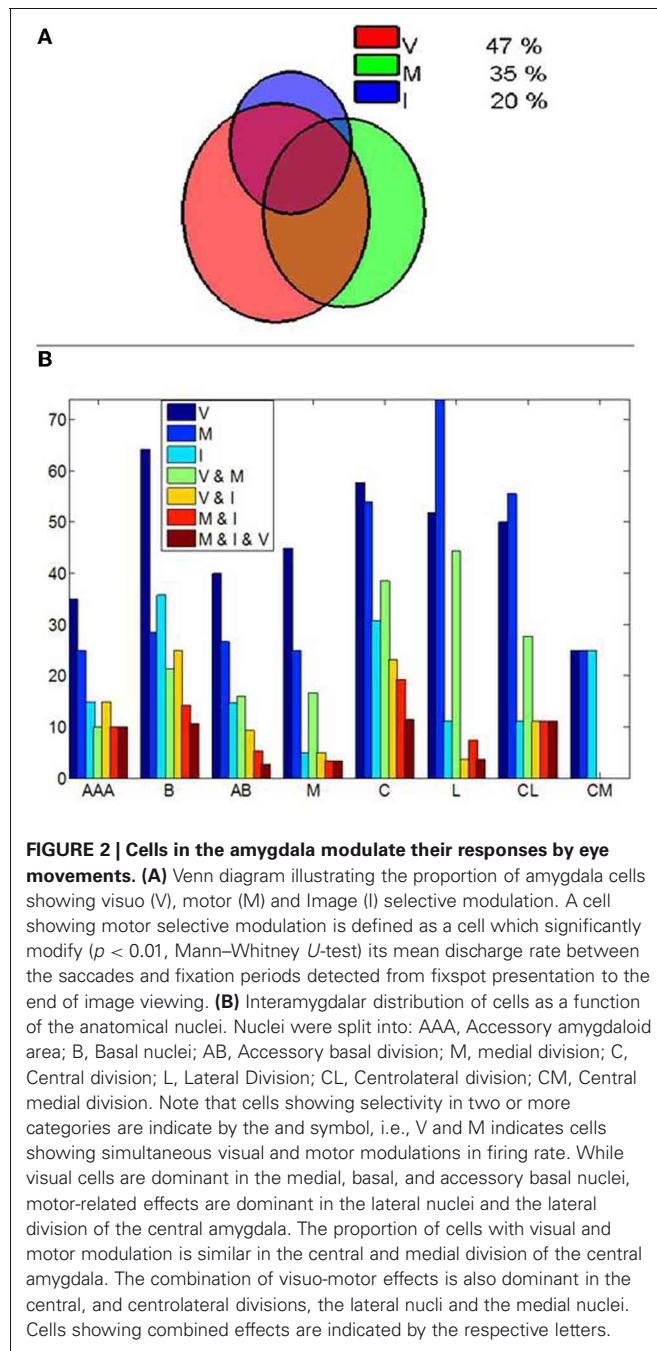 A
V 47 %
M 35 %
I 20 %
B
70
60
50
40
30
20
10
0
V
M
I
V & M
V & I
M & I
M & I & V
AAA B AB M C L CL CM
FIGURE 2 | Cells in the amygdala modulate their responses by eye
movements. (A) Venn diagram illustrating the proportion of amygdala cells
showing visuo (V), motor (M) and Image (I) selective modulation. A cell
showing motor selective modulation is defined as a cell which significantly
modify (p < 0.01, Mann–Whitney U-test) its mean discharge rate between
the saccades and fixation periods detected from fixspot presentation to the
end of image viewing. (B) Interamygdalar distribution of cells as a function
of the anatomical nuclei. Nuclei were split into: AAA, Accessory amygdaloid
area; B, Basal nuclei; AB, Accessory basal division; M, medial division; C,
Central division; L, Lateral Division; CL, Centrolateral division; CM, Central
medial division. Note that cells showing selectivity in two or more
categories are indicate by the and symbol, i.e., V and M indicates cells
showing simultaneous visual and motor modulations in firing rate. While
visual cells are dominant in the medial, basal, and accessory basal nuclei,
motor-related effects are dominant in the lateral nuclei and the lateral
division of the central amygdala. The proportion of cells with visual and
motor modulation is similar in the central and medial division of the central
amygdala. The combination of visuo-motor effects is also dominant in the
central, and centrolateral divisions, the lateral nucli and the medial nuclei.
Cells showing combined effects are indicated by the respective letters.